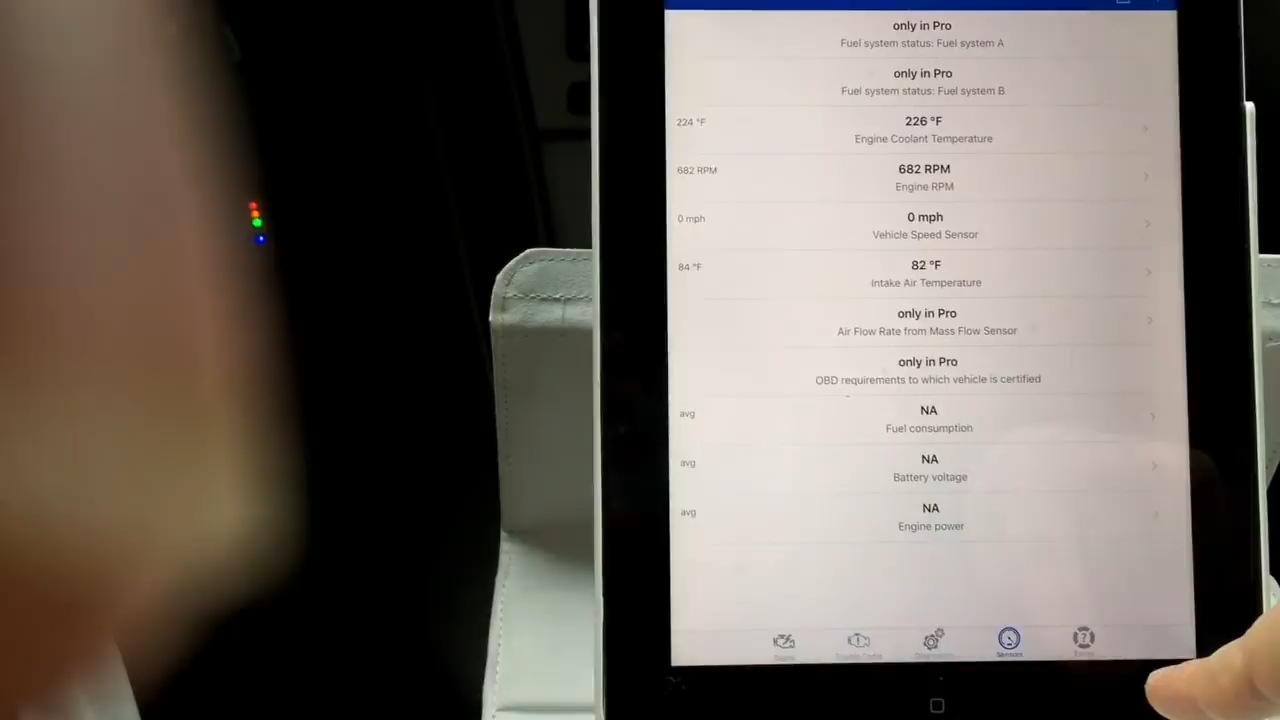 only in Pro
Fuel system status: Fuel system A
only in Pro
Fuel system status: Fuel system B
224 °F
226 °F
Engine Coolant Temperature
682 RPM
682 RPM
Engine RPM
0 mph
0 mph
Vehicle Speed Sensor
84 °F
82 °F
Intake Air Temperature
only in Pro
Air Flow Rate from Mass Flow Sensor
only in Pro
OBD requirements to which vehicle is certified
avg
NA
Fuel consumption
avg
NA
Battery voltage
avg
NA
Engine power
Sensors